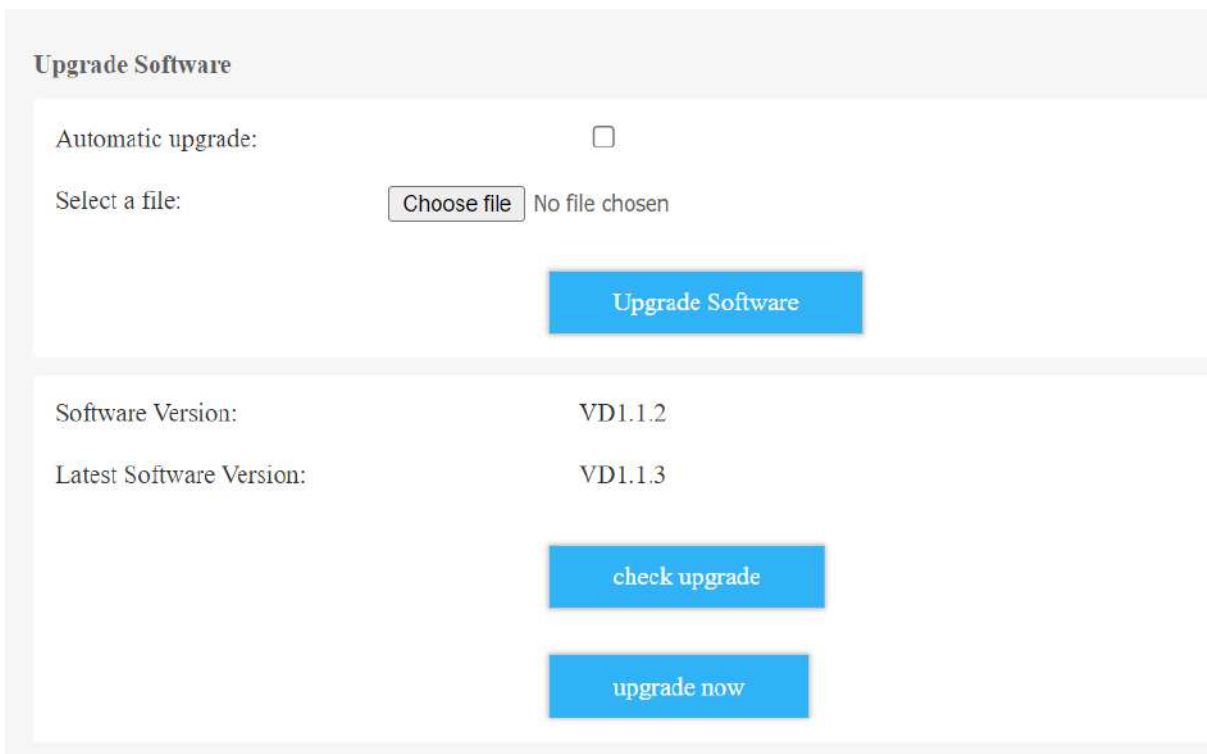 Upgrade Software
Automatic upgrade:
Select a file: Choose file No file chosen
Upgrade Software
Software Version: VD1.1.2
Latest Software Version: VD1.1.3
check upgrade
upgrade now